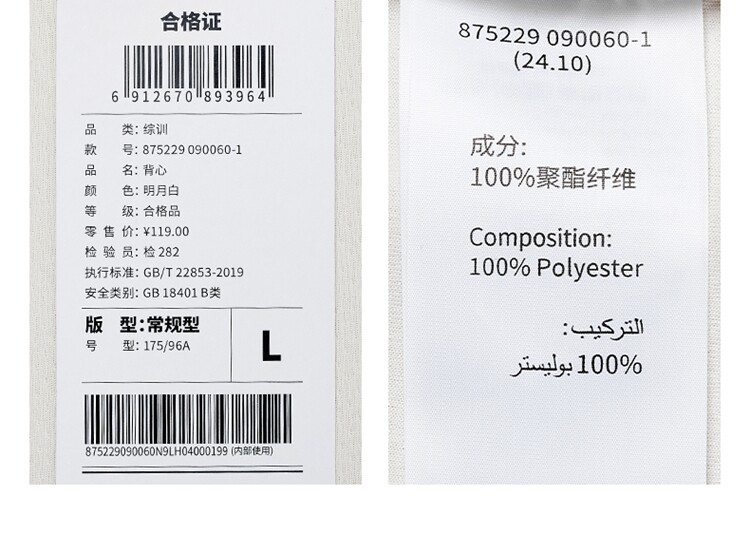 合格证
6 912670 893964
品 类: 综训
款 号: 875229 090060-1
品 名: 背心
颜 色: 明月白
等 级: 合格品
零 售 价: ¥119.00
检 验 员: 检 282
执行标准: GB/T 22853-2019
安全类别: GB 18401 B类
版 型: 常规型
号 型: 175/96A
L
875229090060N9LH04000199 (内部使用)
875229 090060-1
(24.10)
成分:
100%聚酯纤维
Composition:
100% Polyester
التركيب:
100% بوليستر